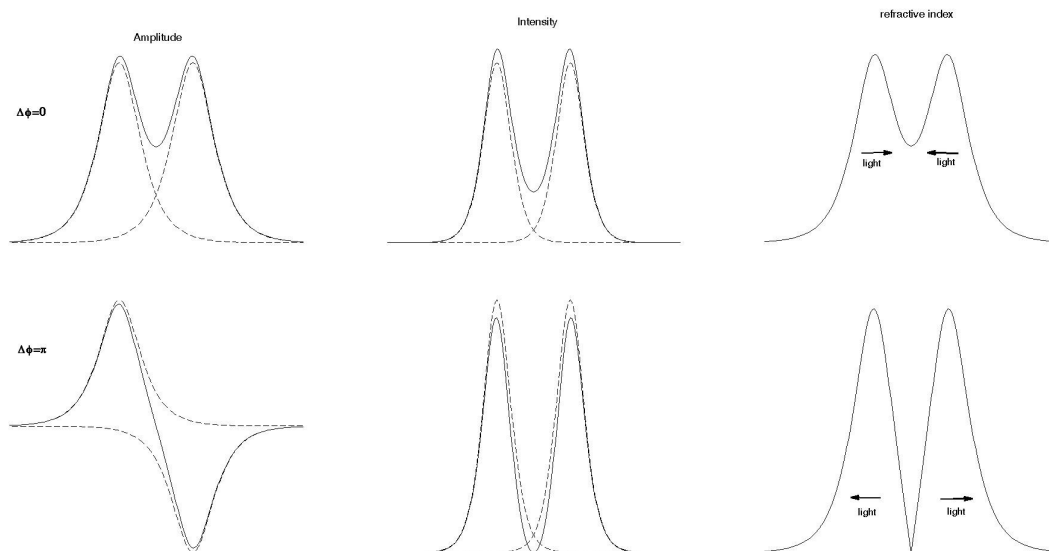 Amplitude
Intensity
refractive index
Δϕ=0
light
light
Δϕ=π
light
light